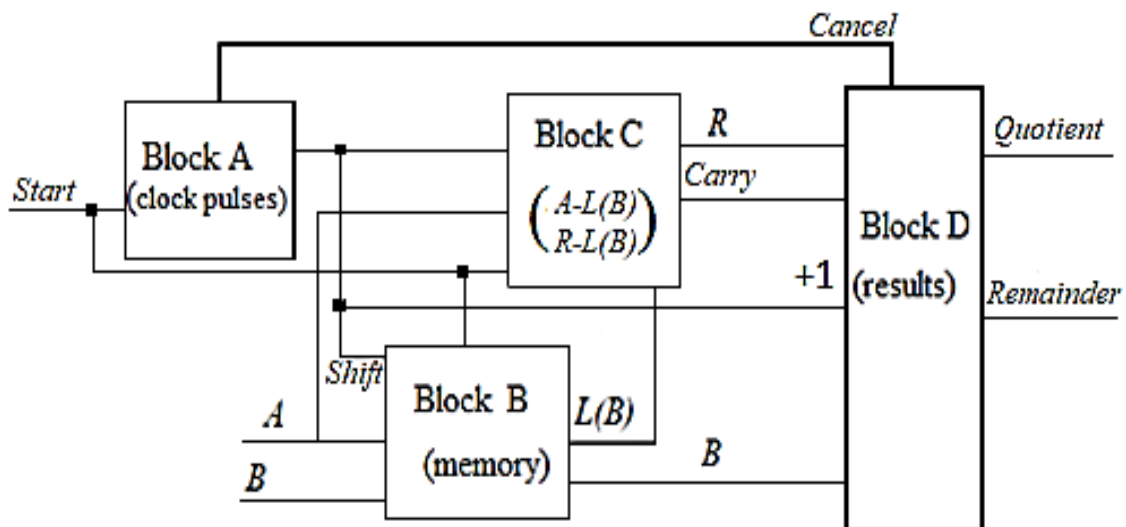 Cancel
Block A
(clock pulses)
Start
Block C
(A-L(B)
R-L(B))
R
Carry
+1
Block D
(results)
Quotient
Remainder
Shift
Block B
(memory)
A
B
L(B)
B